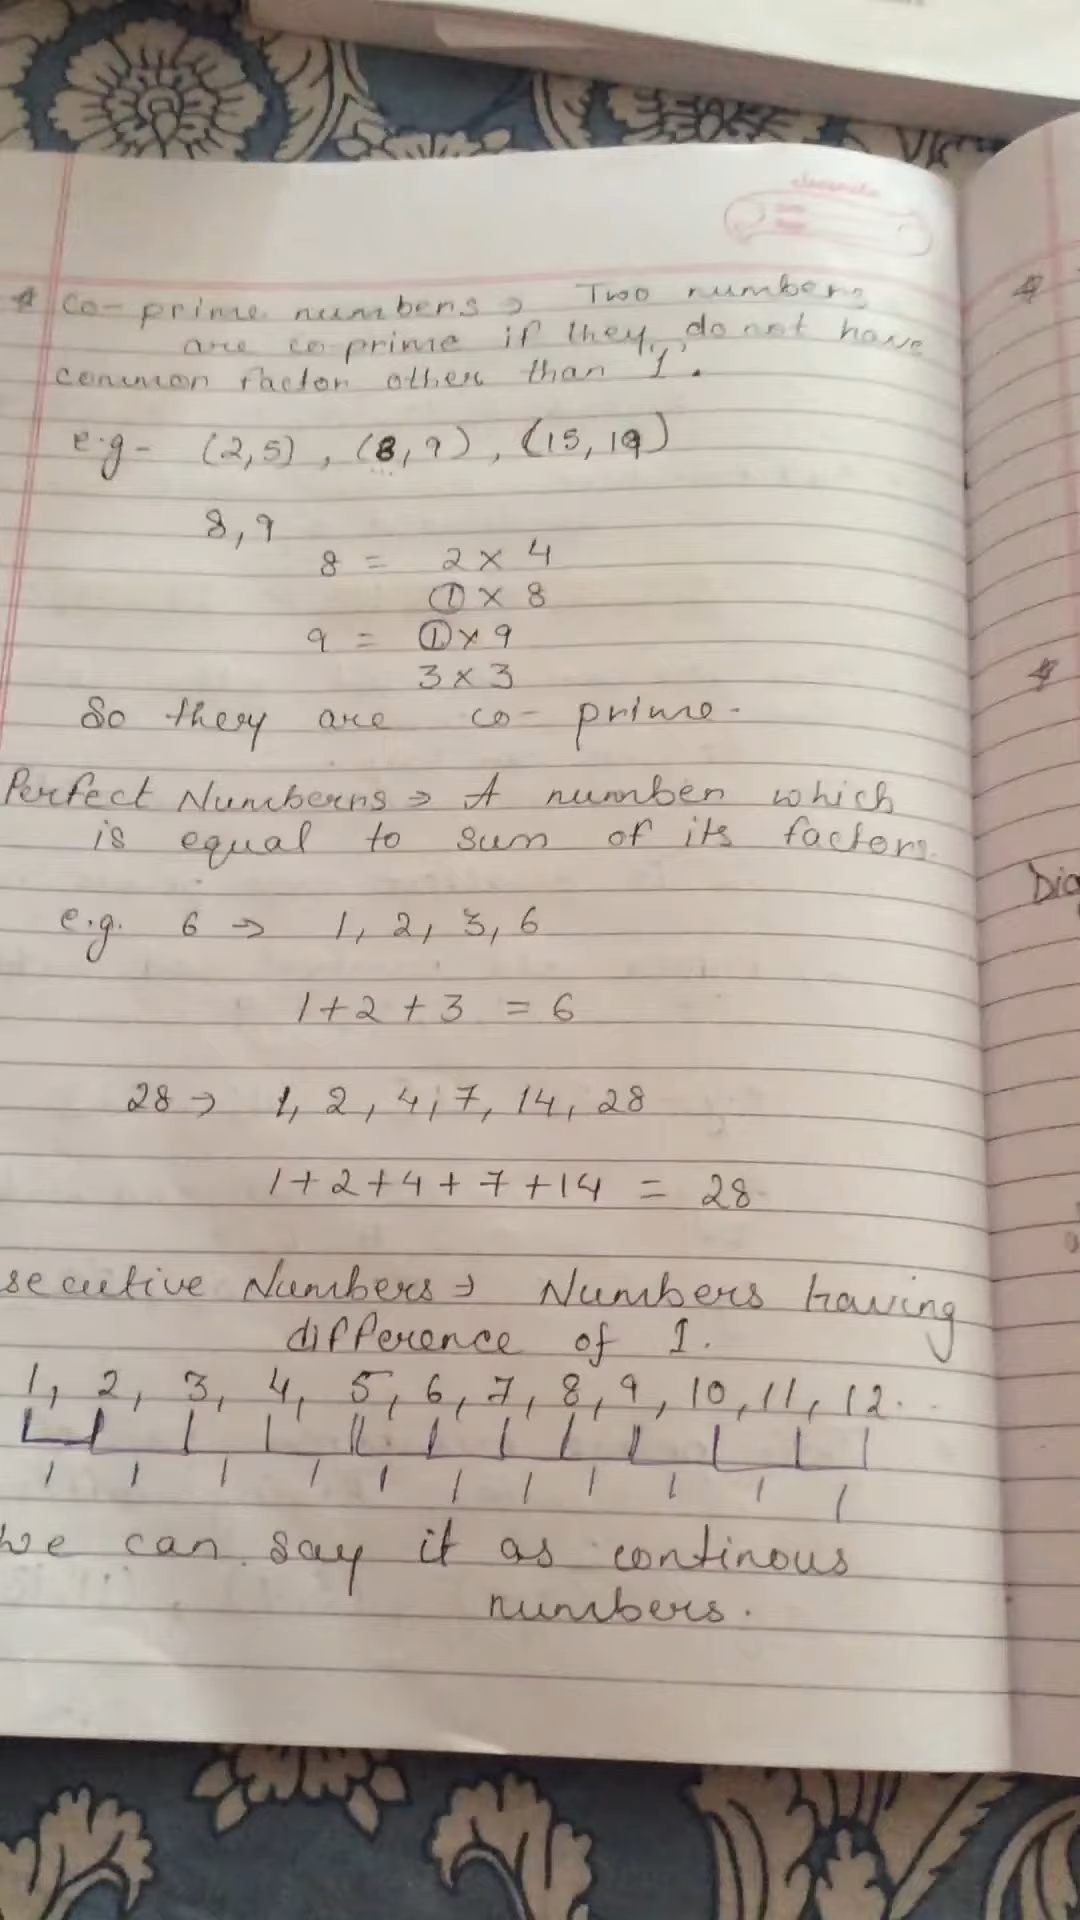 Co-prime numbers → Two numbers
are co-prime if they do not have
common factor other than 1.
e.g- (2,5), (8,9), (15,19)
8,9
8 = 2 × 4
1 × 8
9 = 1 × 9
3 × 3
So they are co-prime.
Perfect Numbers → A number which
is equal to sum of its factors.
e.g. 6 → 1, 2, 3, 6
1+2+3 = 6
28 → 1, 2, 4, 7, 14, 28
1+2+4+7+14 = 28
secutive Numbers → Numbers having
difference of 1.
1, 2, 3, 4, 5, 6, 7, 8, 9, 10, 11, 12..
1 1 1 1 1 1 1 1 1 1 1
we can say it as continous
numbers.
Dia